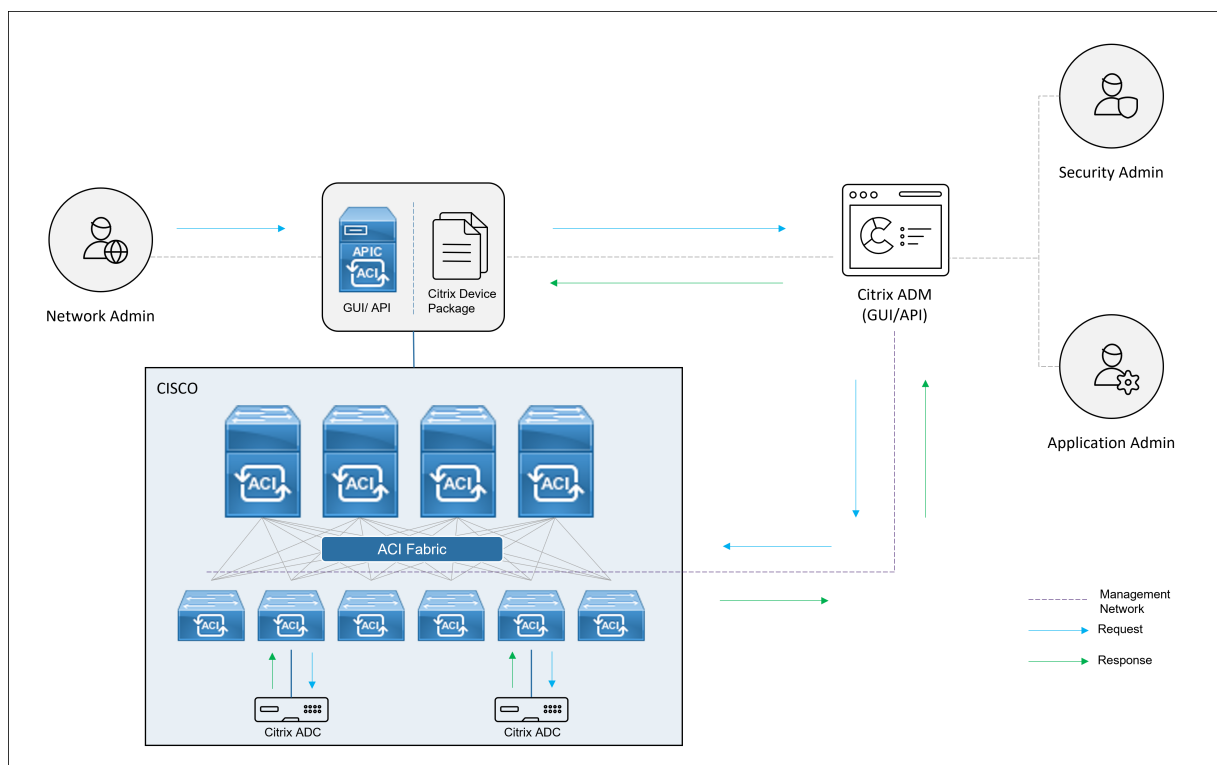 Security Admin
Network Admin
APIC
ACI
GUI/ API
Citrix Device
Package
Citrix ADM
(GUI/API)
Application Admin
CISCO
ACI
ACI
ACI
ACI
ACI Fabric
ACI
ACI
ACI
ACI
ACI
ACI
Citrix ADC
Citrix ADC
Management
Network
Request
Response